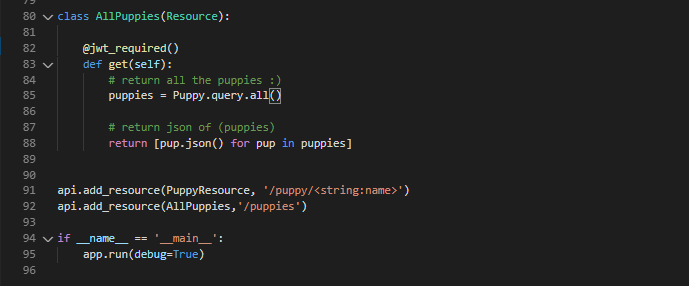 79
80 class AllPuppies(Resource):
81
82     @jwt_required()
83     def get(self):
84         # return all the puppies :)
85         puppies = Puppy.query.all()
86
87         # return json of (puppies)
88         return [pup.json() for pup in puppies]
89
90
91 api.add_resource(PuppyResource, '/puppy/<string:name>')
92 api.add_resource(AllPuppies,'/puppies')
93
94 if __name__ == '__main__':
95     app.run(debug=True)
96